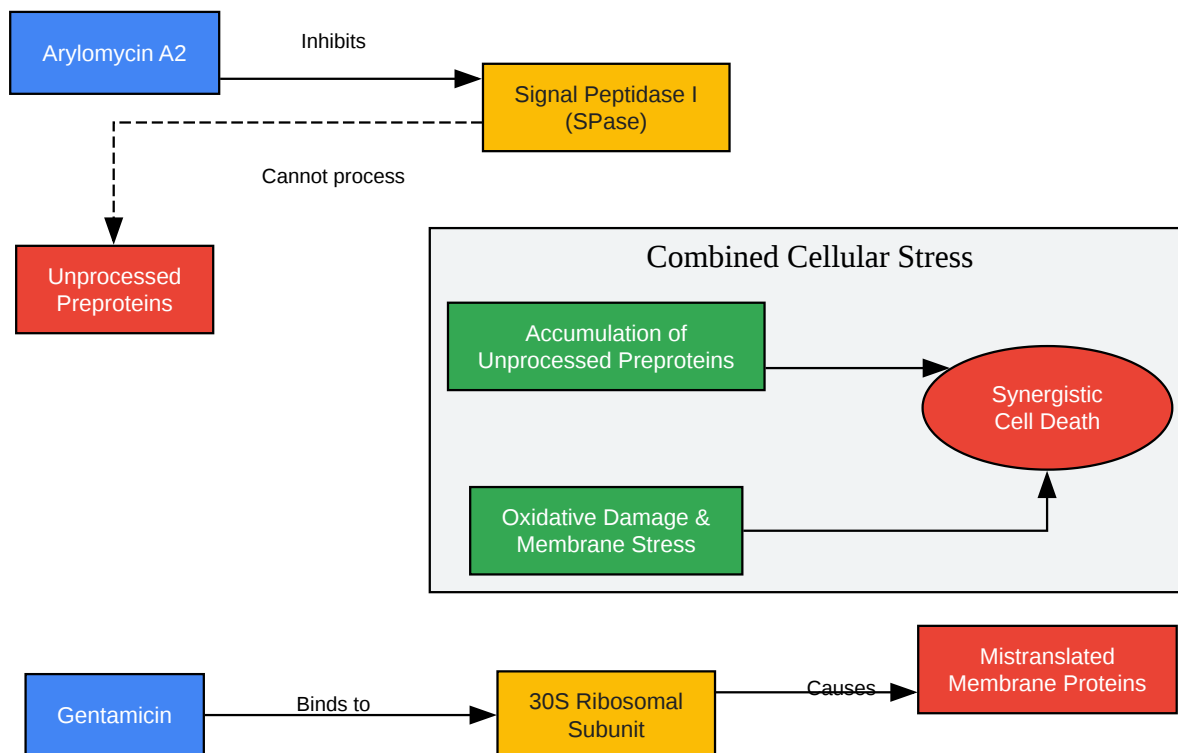 Arylomycin A2
Inhibits
Signal Peptidase I
(SPase)
Cannot process
Unprocessed
Preproteins
Combined Cellular Stress
Accumulation of
Unprocessed Preproteins
Synergistic
Cell Death
Oxidative Damage &
Membrane Stress
Gentamicin
Binds to
30S Ribosomal
Subunit
Causes
Mistranslated
Membrane Proteins